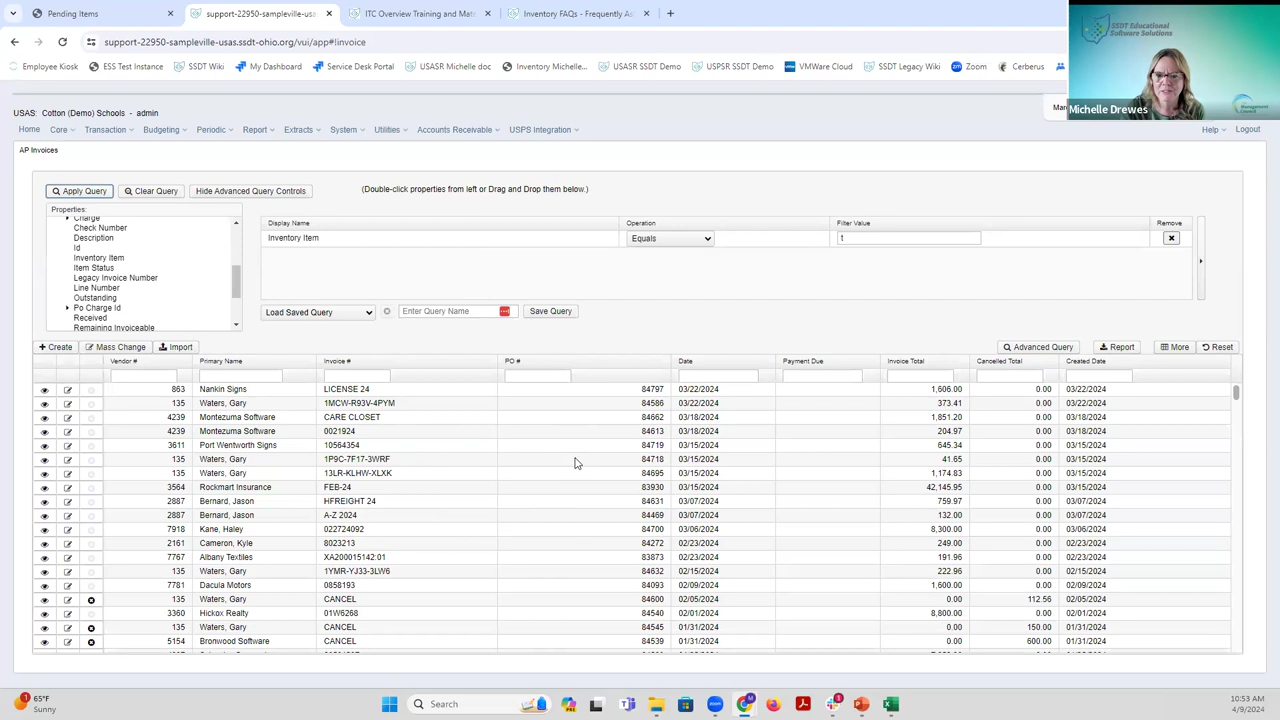 Pending Items
support-22950-sampleville-usas
ITC Overview Training and Mat
Inventory FAQs - Frequently As
support-22950-sampleville-usas.ssdt-ohio.org/vui/app#!invoice
Employee Kiosk
ESS Test Instance
SSDT Wiki
My Dashboard
Service Desk Portal
USASR Michelle doc
Inventory Michelle...
USASR SSDT Demo
USPSR SSDT Demo
VMWare Cloud
SSDT Legacy Wiki
Zoom
Cerberus
SSDT Educational
Software Solutions
Management
Council
Michelle Drewes
USAS: Cotton (Demo) Schools - admin
Home Core Transaction Budgeting Periodic Report Extracts System Utilities Accounts Receivable USPS Integration Help Logout
AP Invoices
Apply Query Clear Query Hide Advanced Query Controls (Double-click properties from left or Drag and Drop them below.)
Properties:
Charge
Check Number
Description
Id
Inventory Item
Item Status
Legacy Invoice Number
Line Number
Outstanding
Po Charge Id
Received
Remaining Invoiceable
Display Name Operation Filter Value Remove
Inventory Item Equals t
Load Saved Query Enter Query Name Save Query
Create Mass Change Import Advanced Query Report More Reset
Vendor # Primary Name Invoice # PO # Date Payment Due Invoice Total Cancelled Total Created Date
863 Nankin Signs LICENSE 24 84797 03/22/2024 1,606.00 0.00 03/22/2024
135 Waters, Gary 1MCW-R93V-4PYM 84586 03/22/2024 373.41 0.00 03/22/2024
4239 Montezuma Software CARE CLOSET 84662 03/18/2024 1,851.20 0.00 03/18/2024
4239 Montezuma Software 0021924 84613 03/18/2024 204.97 0.00 03/18/2024
3611 Port Wentworth Signs 10564354 84719 03/15/2024 645.34 0.00 03/15/2024
135 Waters, Gary 1P9C-7F17-3WRF 84718 03/15/2024 41.65 0.00 03/15/2024
135 Waters, Gary 13LR-KLHW-XLXK 84695 03/15/2024 1,174.83 0.00 03/15/2024
3564 Rockmart Insurance FEB-24 83930 03/15/2024 42,145.95 0.00 03/15/2024
2887 Bernard, Jason HFREIGHT 24 84631 03/07/2024 759.97 0.00 03/07/2024
2887 Bernard, Jason A-Z 2024 84469 03/07/2024 132.00 0.00 03/07/2024
7918 Kane, Haley 022724092 84700 03/06/2024 8,300.00 0.00 03/06/2024
2161 Cameron, Kyle 8023213 84272 02/23/2024 249.00 0.00 02/23/2024
7767 Albany Textiles XA200015142:01 83873 02/23/2024 191.96 0.00 02/23/2024
135 Waters, Gary 1YMR-YJ33-3LW6 84632 02/15/2024 222.96 0.00 02/15/2024
7781 Dacula Motors 0858193 84093 02/09/2024 1,600.00 0.00 02/09/2024
135 Waters, Gary CANCEL 84600 02/05/2024 0.00 112.56 02/05/2024
3360 Hickox Realty 01W6268 84540 02/01/2024 8,800.00 0.00 02/01/2024
135 Waters, Gary CANCEL 84545 01/31/2024 0.00 150.00 01/31/2024
5154 Bronwood Software CANCEL 84539 01/31/2024 0.00 600.00 01/31/2024
65°F
Sunny
Search
10:53 AM
4/9/2024